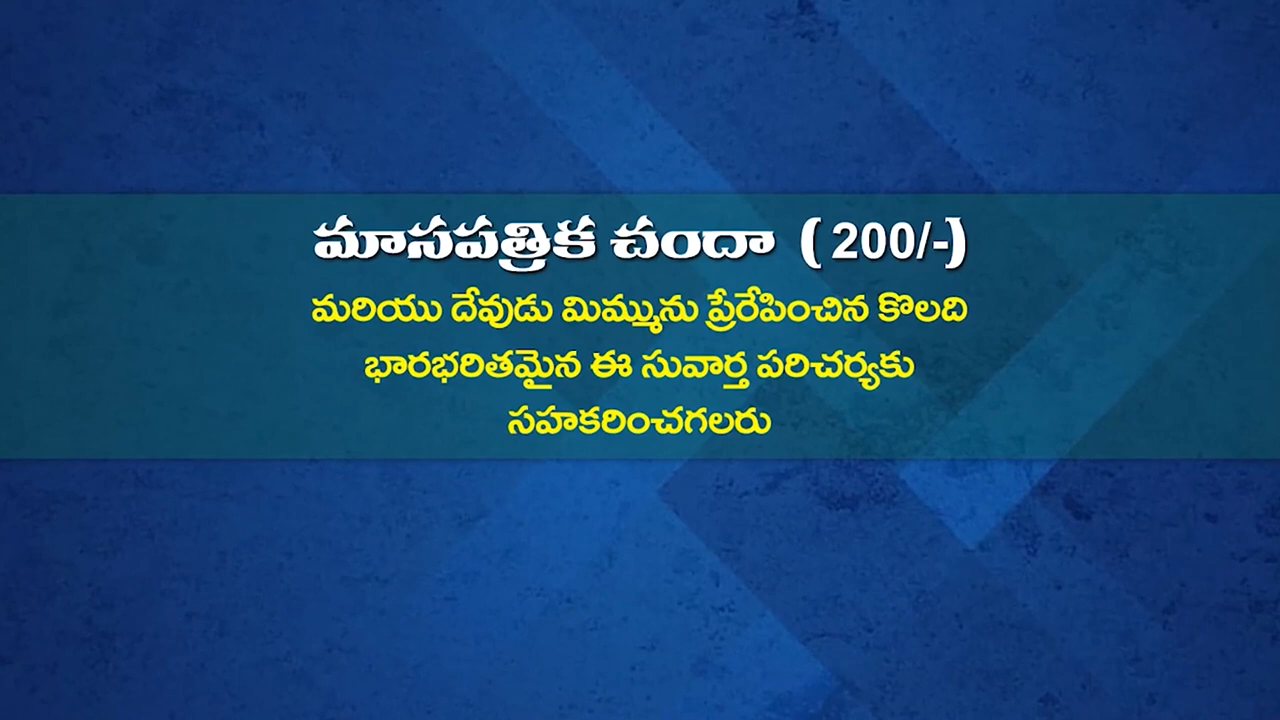 మాసపత్రిక చందా ( 200/-)
మరియు దేవుడు మిమ్మును ప్రేరేపించిన కొలది
భారభరితమైన ఈ సువార్త పరిచర్యకు
సహకరించగలరు